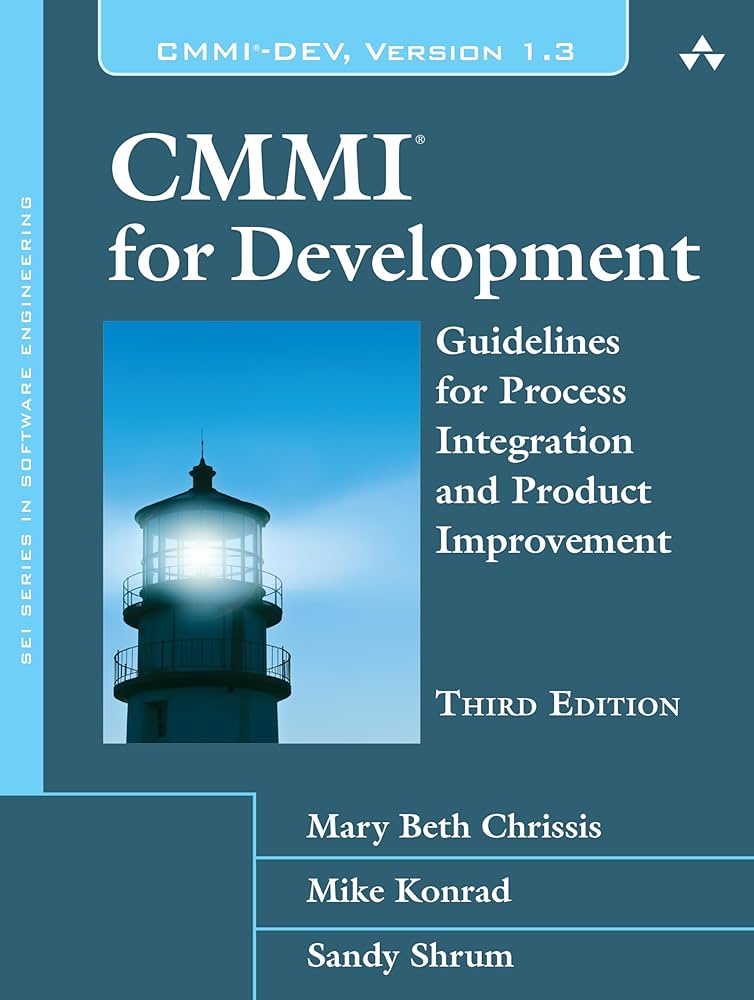 CMMI®-DEV, VERSION 1.3
CMMI®
for Development
Guidelines
for Process
Integration
and Product
Improvement
THIRD EDITION
SEI SERIES IN SOFTWARE ENGINEERING
Mary Beth Chrissis
Mike Konrad
Sandy Shrum